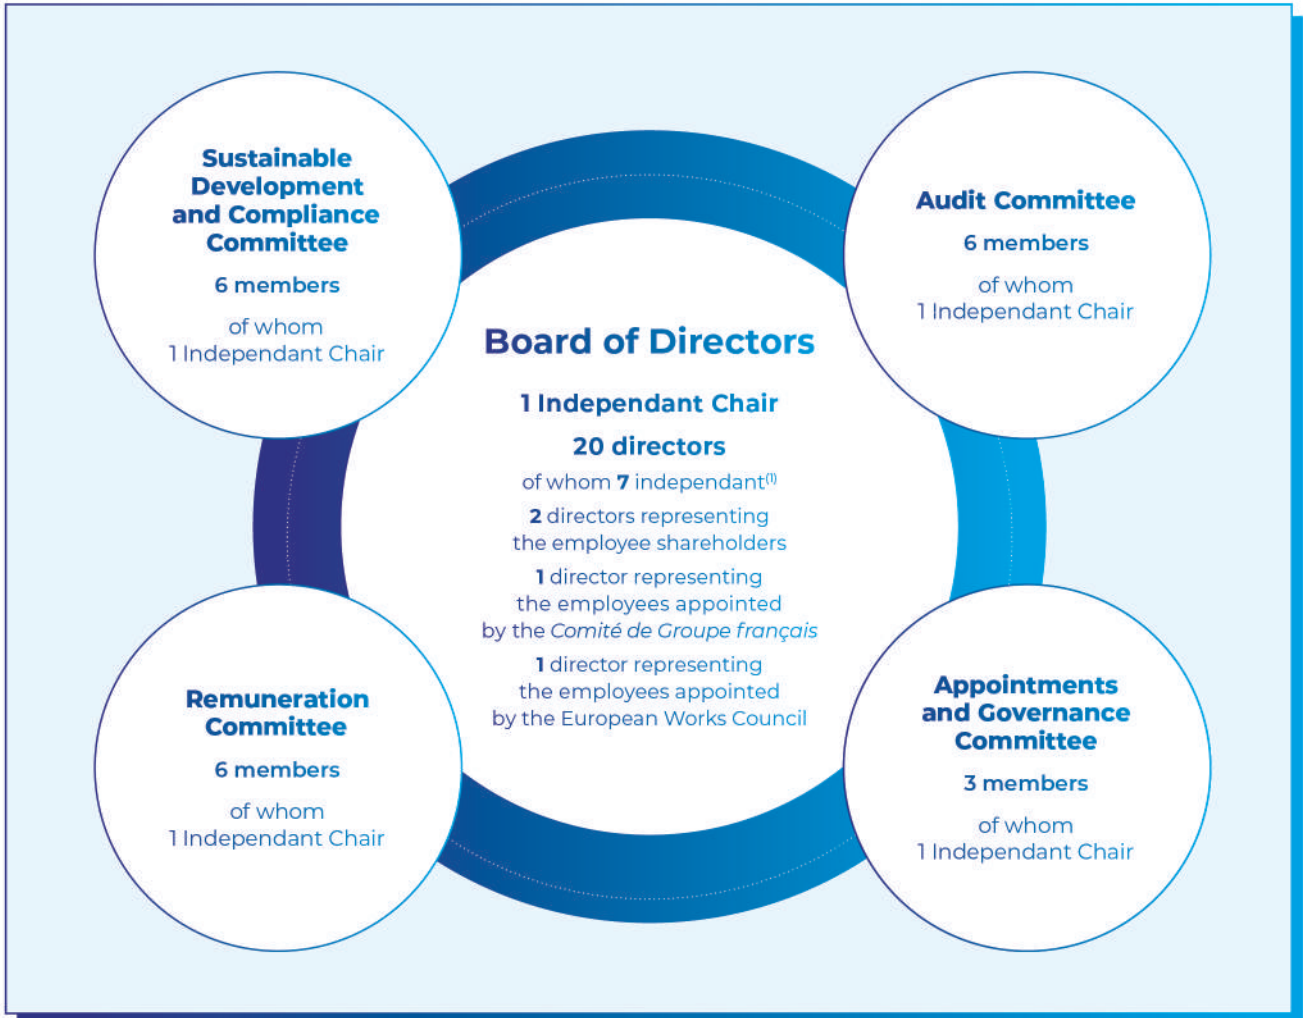 Sustainable
Development
and Compliance
Committee
6 members
of whom
1 Independant Chair
Audit Committee
6 members
of whom
1 Independant Chair
Board of Directors
1 Independant Chair
20 directors
of whom 7 independant(1)
2 directors representing
the employee shareholders
1 director representing
the employees appointed
by the Comité de Groupe français
1 director representing
the employees appointed
by the European Works Council
Remuneration
Committee
6 members
of whom
1 Independant Chair
Appointments
and Governance
Committee
3 members
of whom
1 Independant Chair